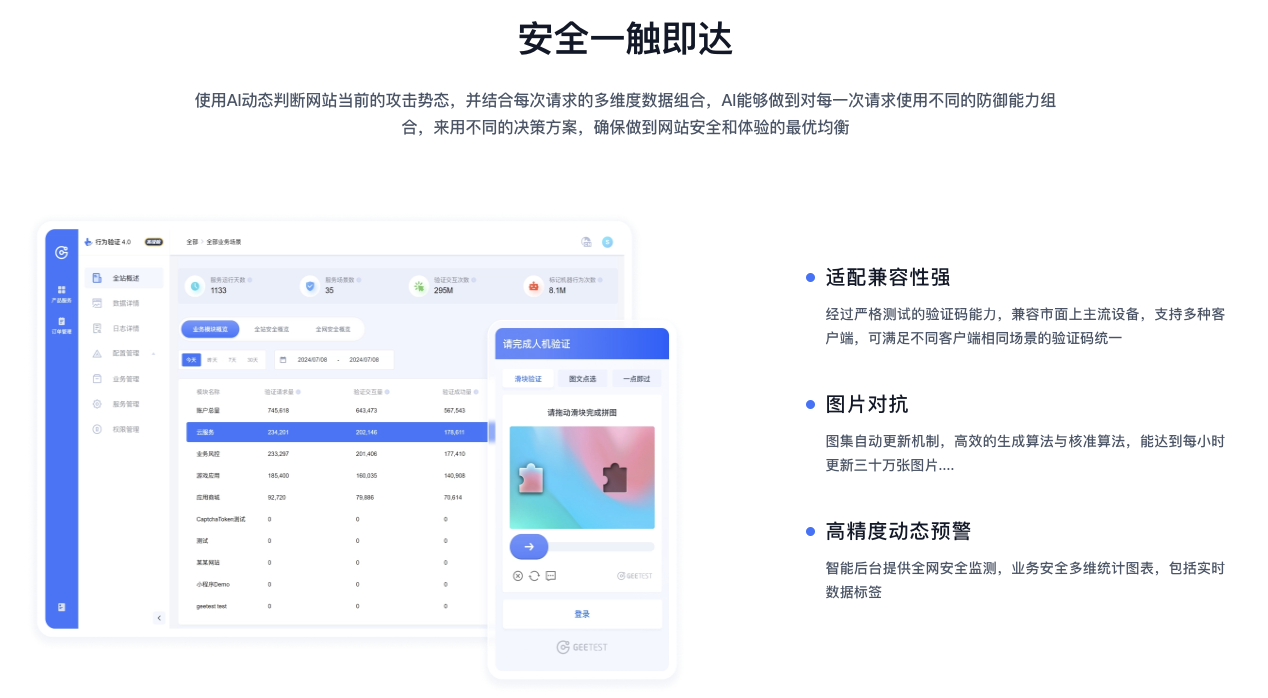 安全一触即达
使用AI动态判断网站当前的攻击势态，并结合每次请求的多维度数据组合，AI能够做到对每一次请求使用不同的防御能力组
合，来用不同的决策方案，确保做到网站安全和体验的最优均衡
行为验证 4.0
全部 / 全部业务场景
产品服务
订单管理
全站概述
数据详情
日志详情
配置管理
业务管理
服务管理
权限管理
服务运行天数
1133
服务场景数
35
验证交互次数
295M
标记机器行为次数
8.1M
业务模块概览 全站安全概览 全网安全概览
今天 昨天 7天 30天 2024/07/08 - 2024/07/08
模块名称 验证请求量 验证交互量 验证成功量
账户总量 745,618 643,473 567,543
云服务 234,201 202,146 178,611
业务风控 233,297 201,406 177,410
游戏应用 185,400 160,035 140,908
应用商城 92,720 79,886 70,614
CaptchaToken测试 0 0 0
测试 0 0 0
某某网站 0 0 0
小程序Demo 0 0 0
geetest test 0 0 0
请完成人机验证
滑块验证 图文点选 一点即过
请拖动滑块完成拼图
GEETEST
登录
GEETEST
适配兼容性强
经过严格测试的验证码能力，兼容市面上主流设备，支持多种客
户端，可满足不同客户端相同场景的验证码统一
图片对抗
图集自动更新机制，高效的生成算法与核准算法，能达到每小时
更新三十万张图片....
高精度动态预警
智能后台提供全网安全监测，业务安全多维统计图表，包括实时
数据标签